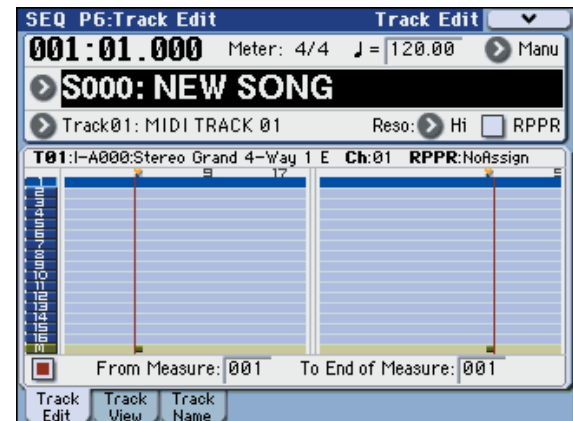 SEQ P6:Track Edit Track Edit
001:01.000 Meter: 4/4 ♩= 120.00 Manu
S000: NEW SONG
Track01: MIDI TRACK 01 Reso: Hi RPPR
T01:I-A000:Stereo Grand 4-Way 1 E Ch:01 RPPR:NoAssign
9 17 5
1
2
3
4
5
6
7
8
9
10
11
12
13
14
15
16
M
From Measure: 001 To End of Measure: 001
Track Edit Track View Track Name